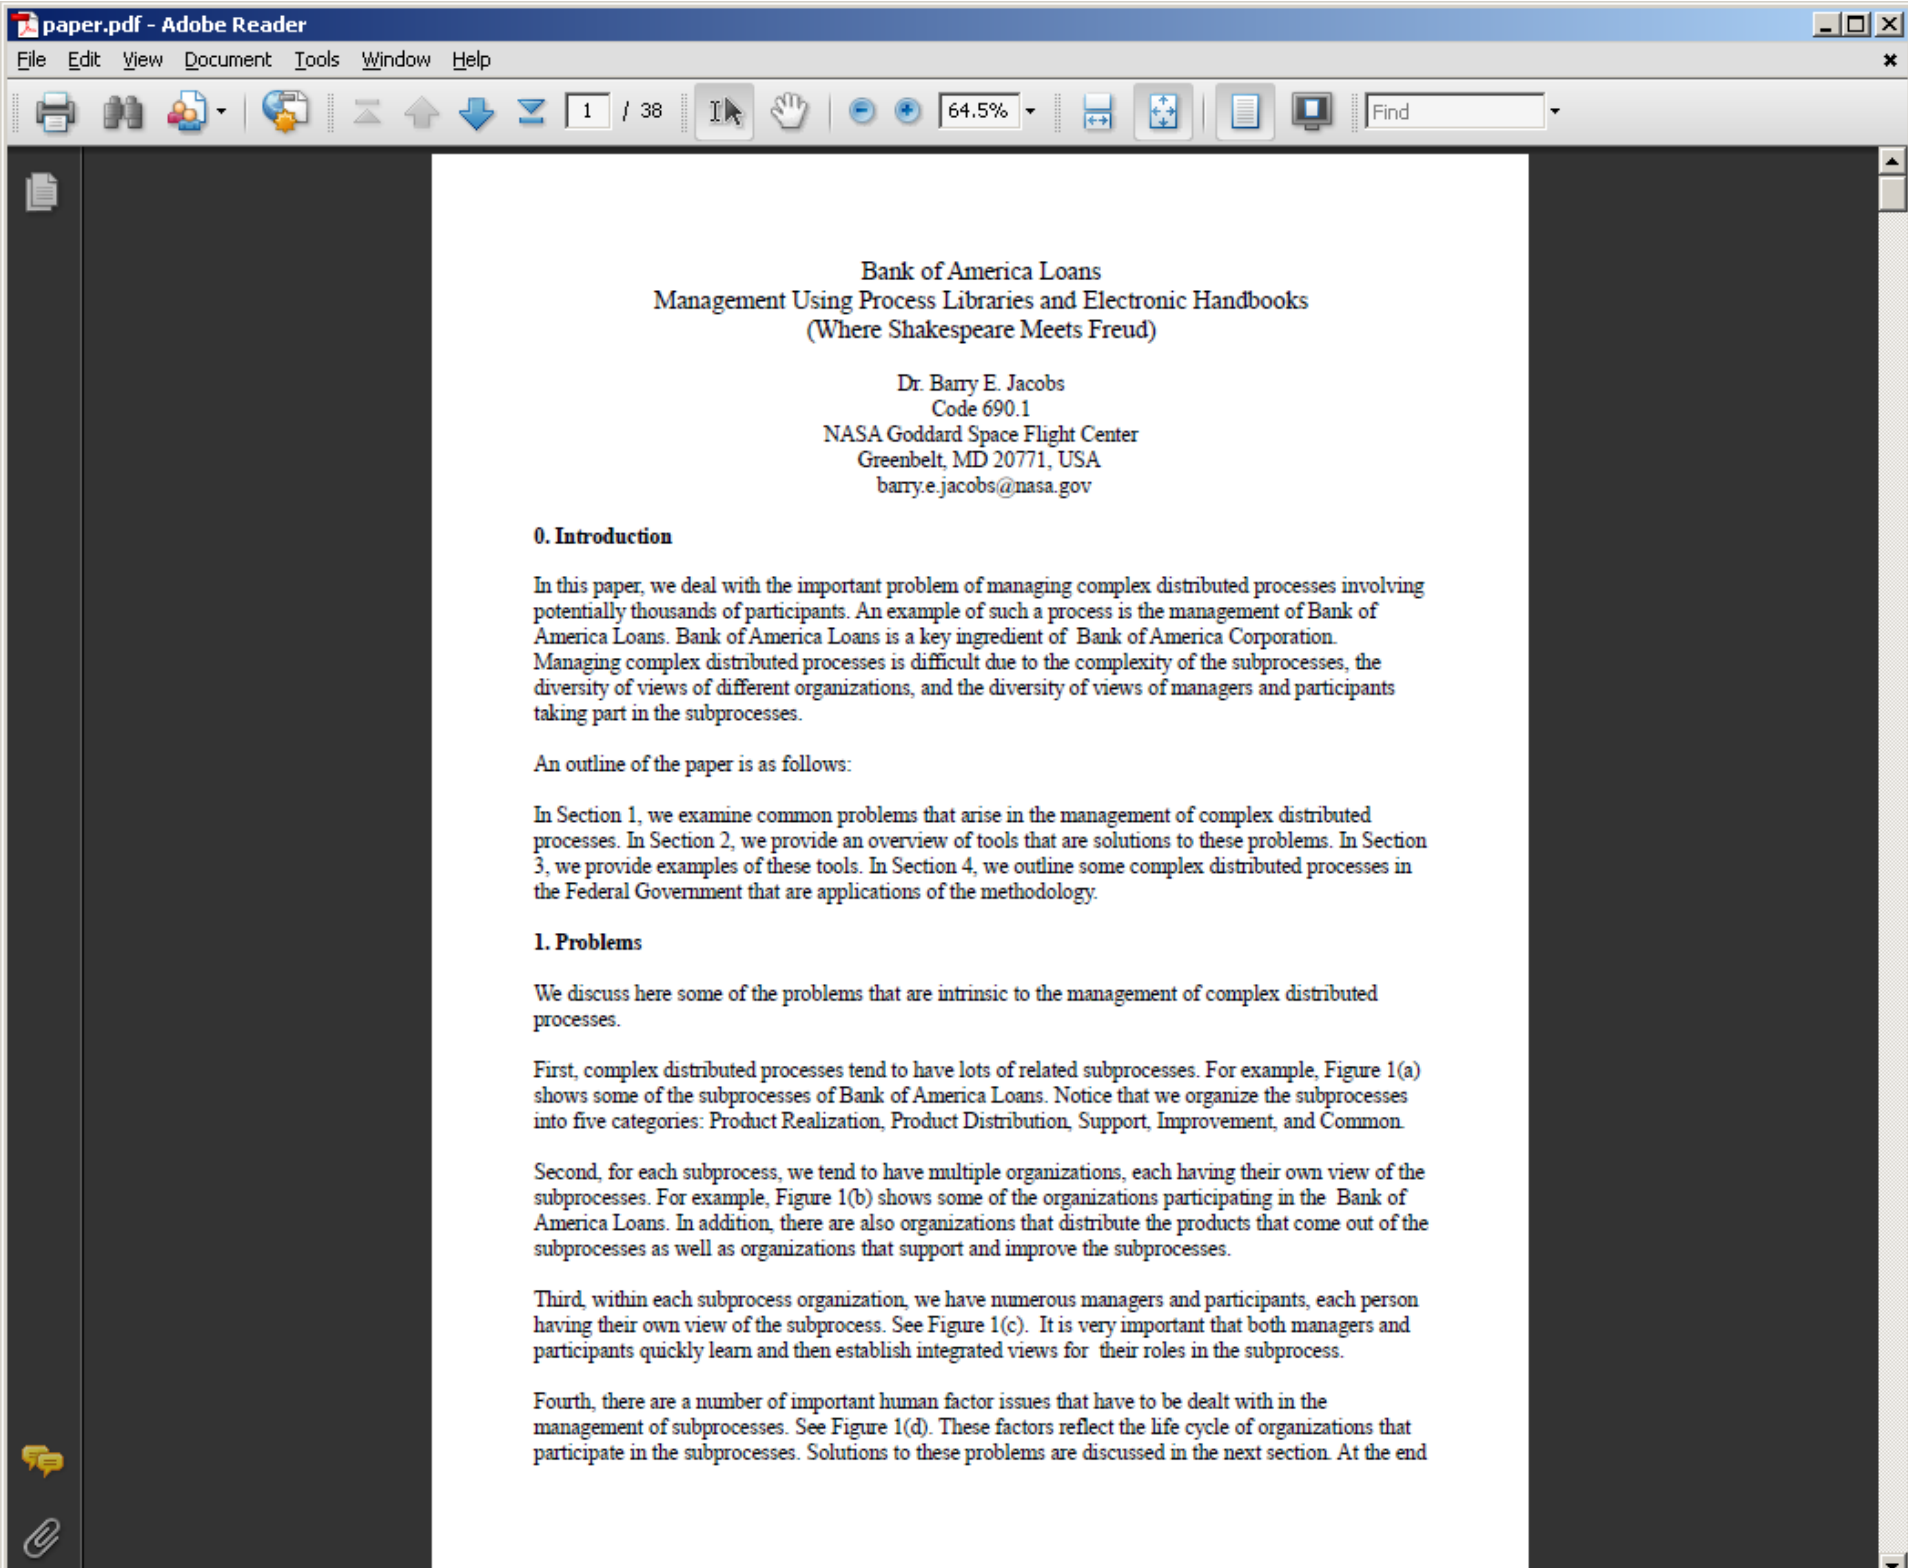 paper.pdf - Adobe Reader
File Edit View Document Tools Window Help
1 / 38 64.5% Find
Bank of America Loans
Management Using Process Libraries and Electronic Handbooks
(Where Shakespeare Meets Freud)
Dr. Barry E. Jacobs
Code 690.1
NASA Goddard Space Flight Center
Greenbelt, MD 20771, USA
barry.e.jacobs@nasa.gov
0. Introduction
In this paper, we deal with the important problem of managing complex distributed processes involving
potentially thousands of participants. An example of such a process is the management of Bank of
America Loans. Bank of America Loans is a key ingredient of Bank of America Corporation.
Managing complex distributed processes is difficult due to the complexity of the subprocesses, the
diversity of views of different organizations, and the diversity of views of managers and participants
taking part in the subprocesses.
An outline of the paper is as follows:
In Section 1, we examine common problems that arise in the management of complex distributed
processes. In Section 2, we provide an overview of tools that are solutions to these problems. In Section
3, we provide examples of these tools. In Section 4, we outline some complex distributed processes in
the Federal Government that are applications of the methodology.
1. Problems
We discuss here some of the problems that are intrinsic to the management of complex distributed
processes.
First, complex distributed processes tend to have lots of related subprocesses. For example, Figure 1(a)
shows some of the subprocesses of Bank of America Loans. Notice that we organize the subprocesses
into five categories: Product Realization, Product Distribution, Support, Improvement, and Common.
Second, for each subprocess, we tend to have multiple organizations, each having their own view of the
subprocesses. For example, Figure 1(b) shows some of the organizations participating in the Bank of
America Loans. In addition, there are also organizations that distribute the products that come out of the
subprocesses as well as organizations that support and improve the subprocesses.
Third, within each subprocess organization, we have numerous managers and participants, each person
having their own view of the subprocess. See Figure 1(c). It is very important that both managers and
participants quickly learn and then establish integrated views for their roles in the subprocess.
Fourth, there are a number of important human factor issues that have to be dealt with in the
management of subprocesses. See Figure 1(d). These factors reflect the life cycle of organizations that
participate in the subprocesses. Solutions to these problems are discussed in the next section. At the end